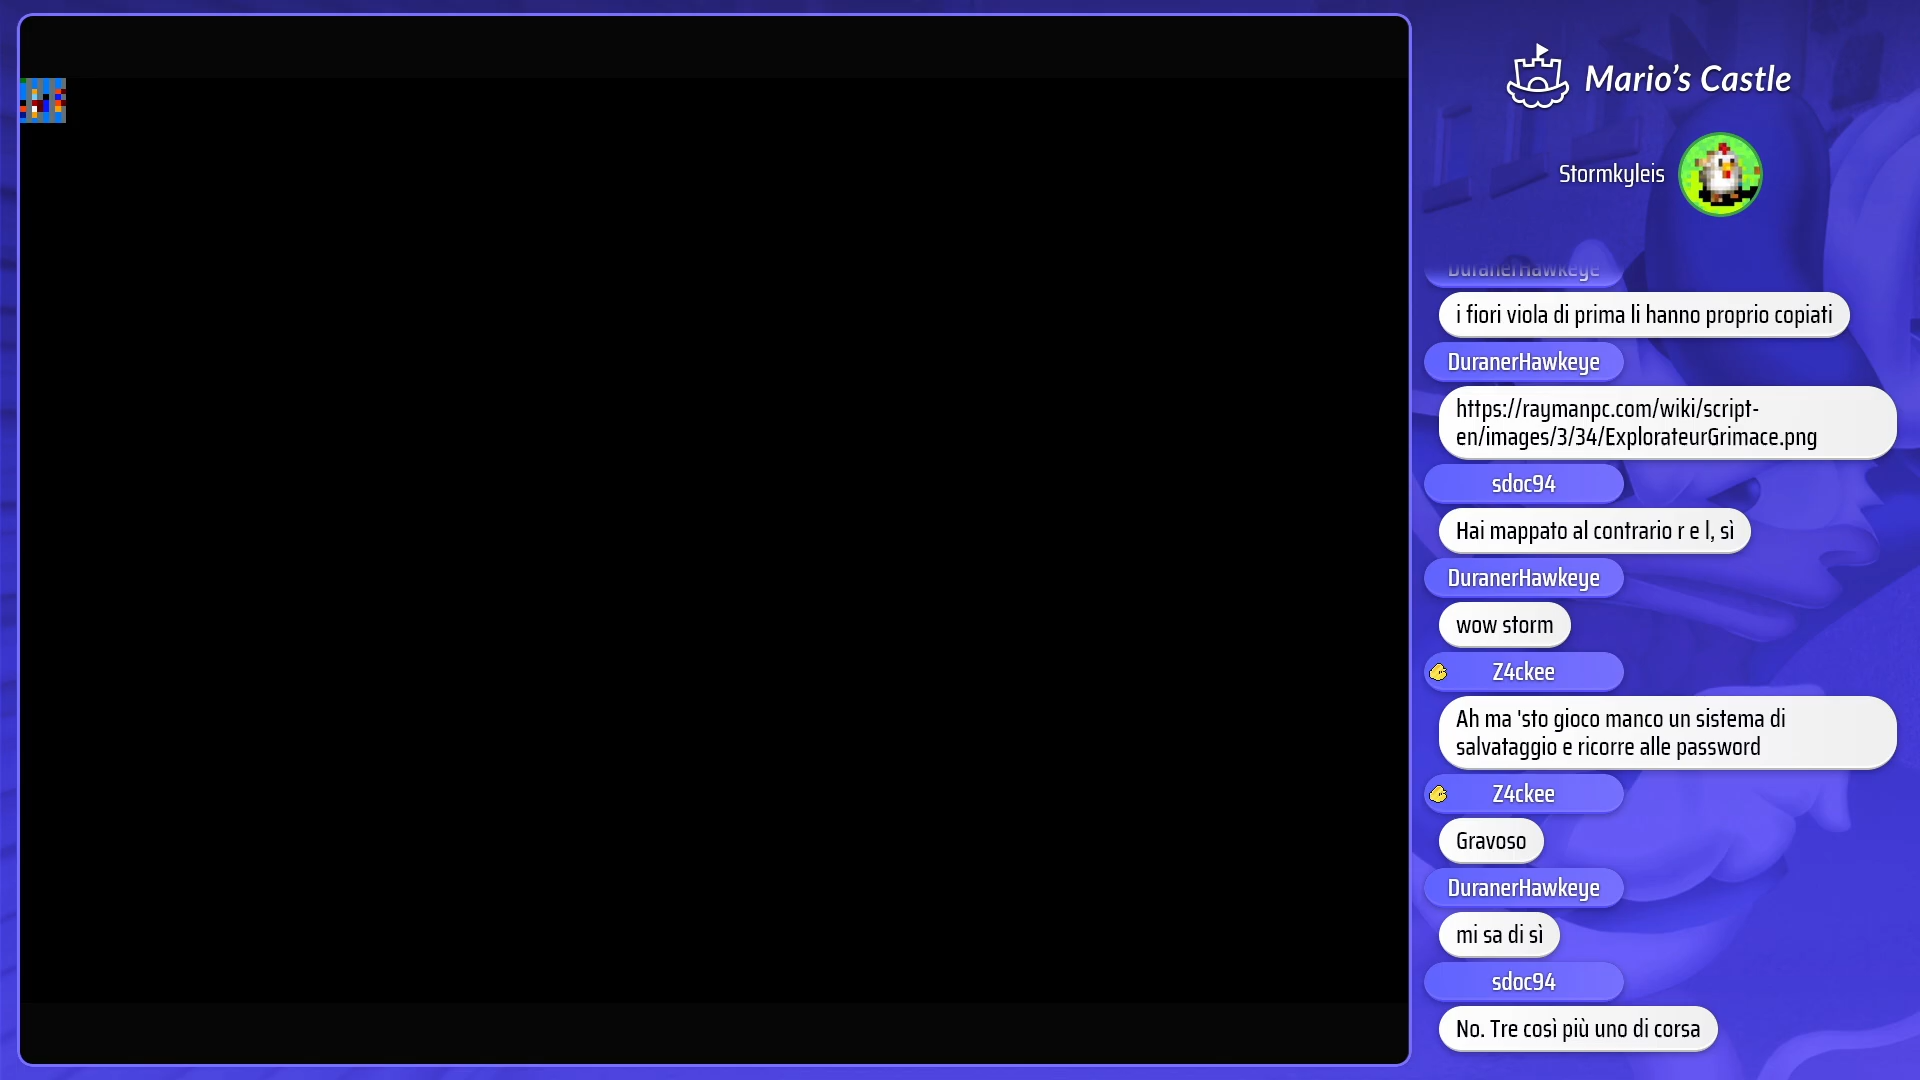 Mario's Castle
Stormkyleis
DuranerHawkeye
i fiori viola di prima li hanno proprio copiati
DuranerHawkeye
https://raymanpc.com/wiki/script-
en/images/3/34/ExplorateurGrimace.png
sdoc94
Hai mappato al contrario r e l, sì
DuranerHawkeye
wow storm
Z4ckee
Ah ma 'sto gioco manco un sistema di
salvataggio e ricorre alle password
Z4ckee
Gravoso
DuranerHawkeye
mi sa di sì
sdoc94
No. Tre così più uno di corsa